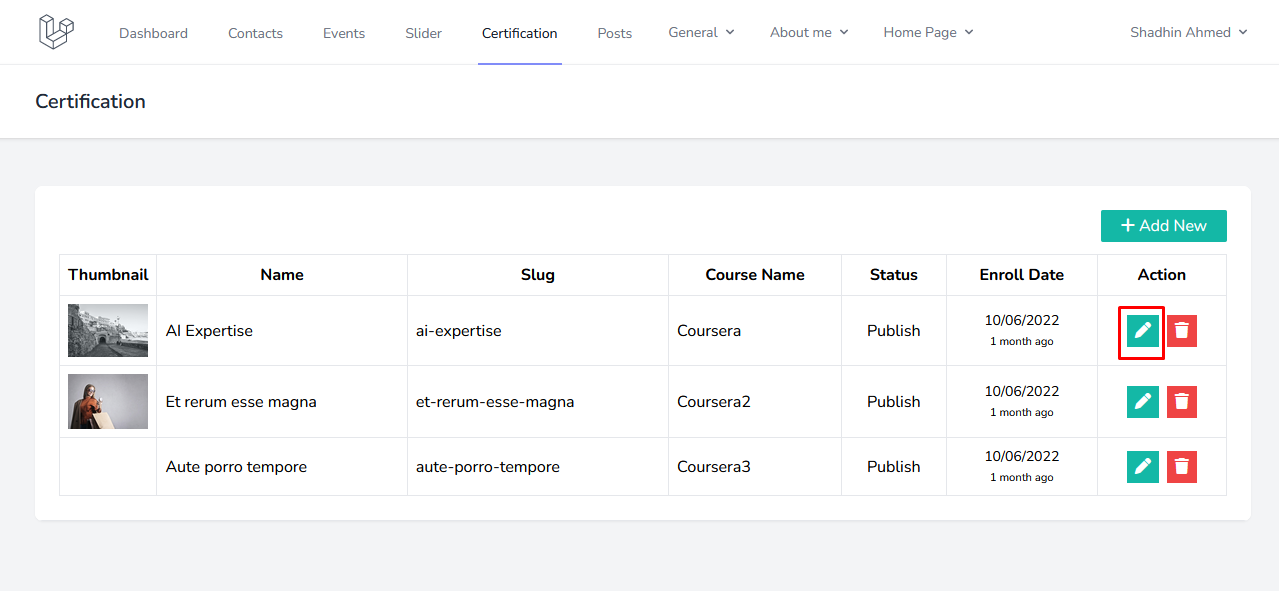 Dashboard Contacts Events Slider Certification Posts General About me Home Page Shadhin Ahmed
Certification
Add New
Thumbnail Name Slug Course Name Status Enroll Date Action
AI Expertise ai-expertise Coursera Publish 10/06/2022
1 month ago
Et rerum esse magna et-rerum-esse-magna Coursera2 Publish 10/06/2022
1 month ago
Aute porro tempore aute-porro-tempore Coursera3 Publish 10/06/2022
1 month ago